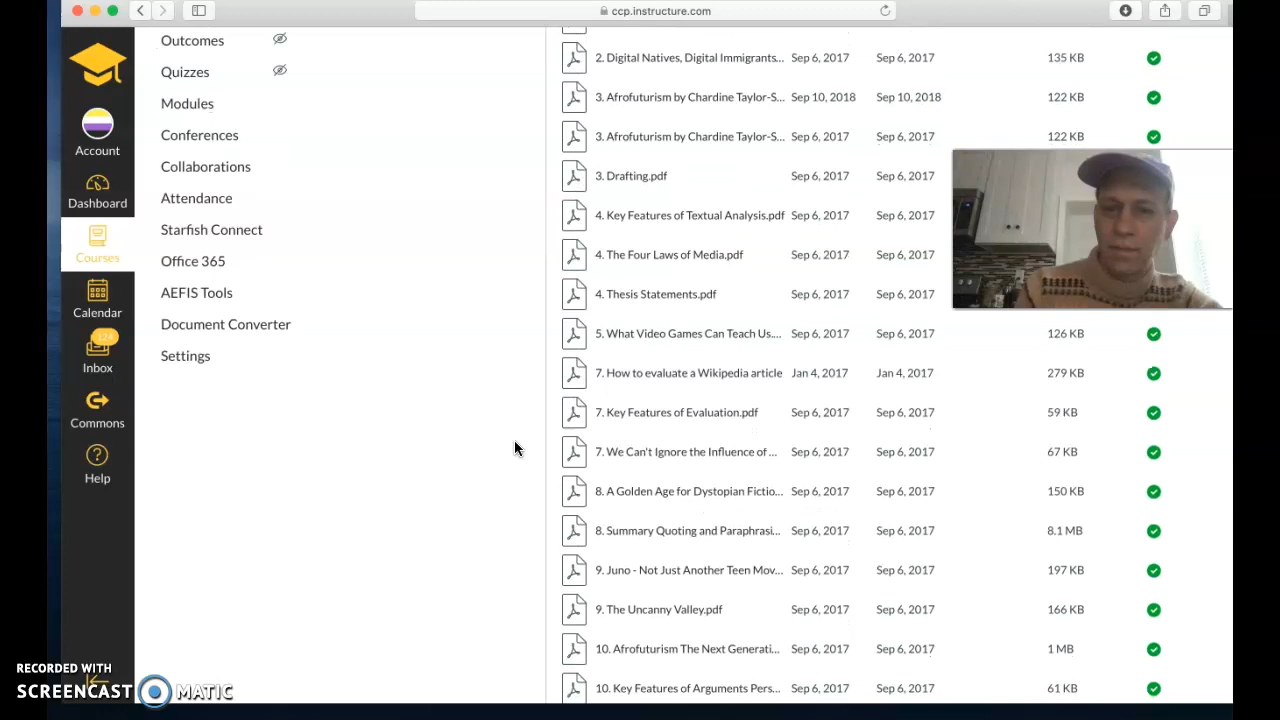 ccp.instructure.com
Account
Dashboard
Courses
Calendar
124
Inbox
Commons
Help
Outcomes
Quizzes
Modules
Conferences
Collaborations
Attendance
Starfish Connect
Office 365
AEFIS Tools
Document Converter
Settings
2. Digital Natives, Digital Immigrants... Sep 6, 2017 Sep 6, 2017 135 KB
3. Afrofuturism by Chardine Taylor-S... Sep 10, 2018 Sep 10, 2018 122 KB
3. Afrofuturism by Chardine Taylor-S... Sep 6, 2017 Sep 6, 2017 122 KB
3. Drafting.pdf Sep 6, 2017 Sep 6, 2017
4. Key Features of Textual Analysis.pdf Sep 6, 2017 Sep 6, 2017
4. The Four Laws of Media.pdf Sep 6, 2017 Sep 6, 2017
4. Thesis Statements.pdf Sep 6, 2017 Sep 6, 2017
5. What Video Games Can Teach Us.... Sep 6, 2017 Sep 6, 2017 126 KB
7. How to evaluate a Wikipedia article Jan 4, 2017 Jan 4, 2017 279 KB
7. Key Features of Evaluation.pdf Sep 6, 2017 Sep 6, 2017 59 KB
7. We Can't Ignore the Influence of ... Sep 6, 2017 Sep 6, 2017 67 KB
8. A Golden Age for Dystopian Fictio... Sep 6, 2017 Sep 6, 2017 150 KB
8. Summary Quoting and Paraphrasi... Sep 6, 2017 Sep 6, 2017 8.1 MB
9. Juno - Not Just Another Teen Mov... Sep 6, 2017 Sep 6, 2017 197 KB
9. The Uncanny Valley.pdf Sep 6, 2017 Sep 6, 2017 166 KB
10. Afrofuturism The Next Generati... Sep 6, 2017 Sep 6, 2017 1 MB
10. Key Features of Arguments Pers... Sep 6, 2017 Sep 6, 2017 61 KB
RECORDED WITH
SCREENCAST MATIC